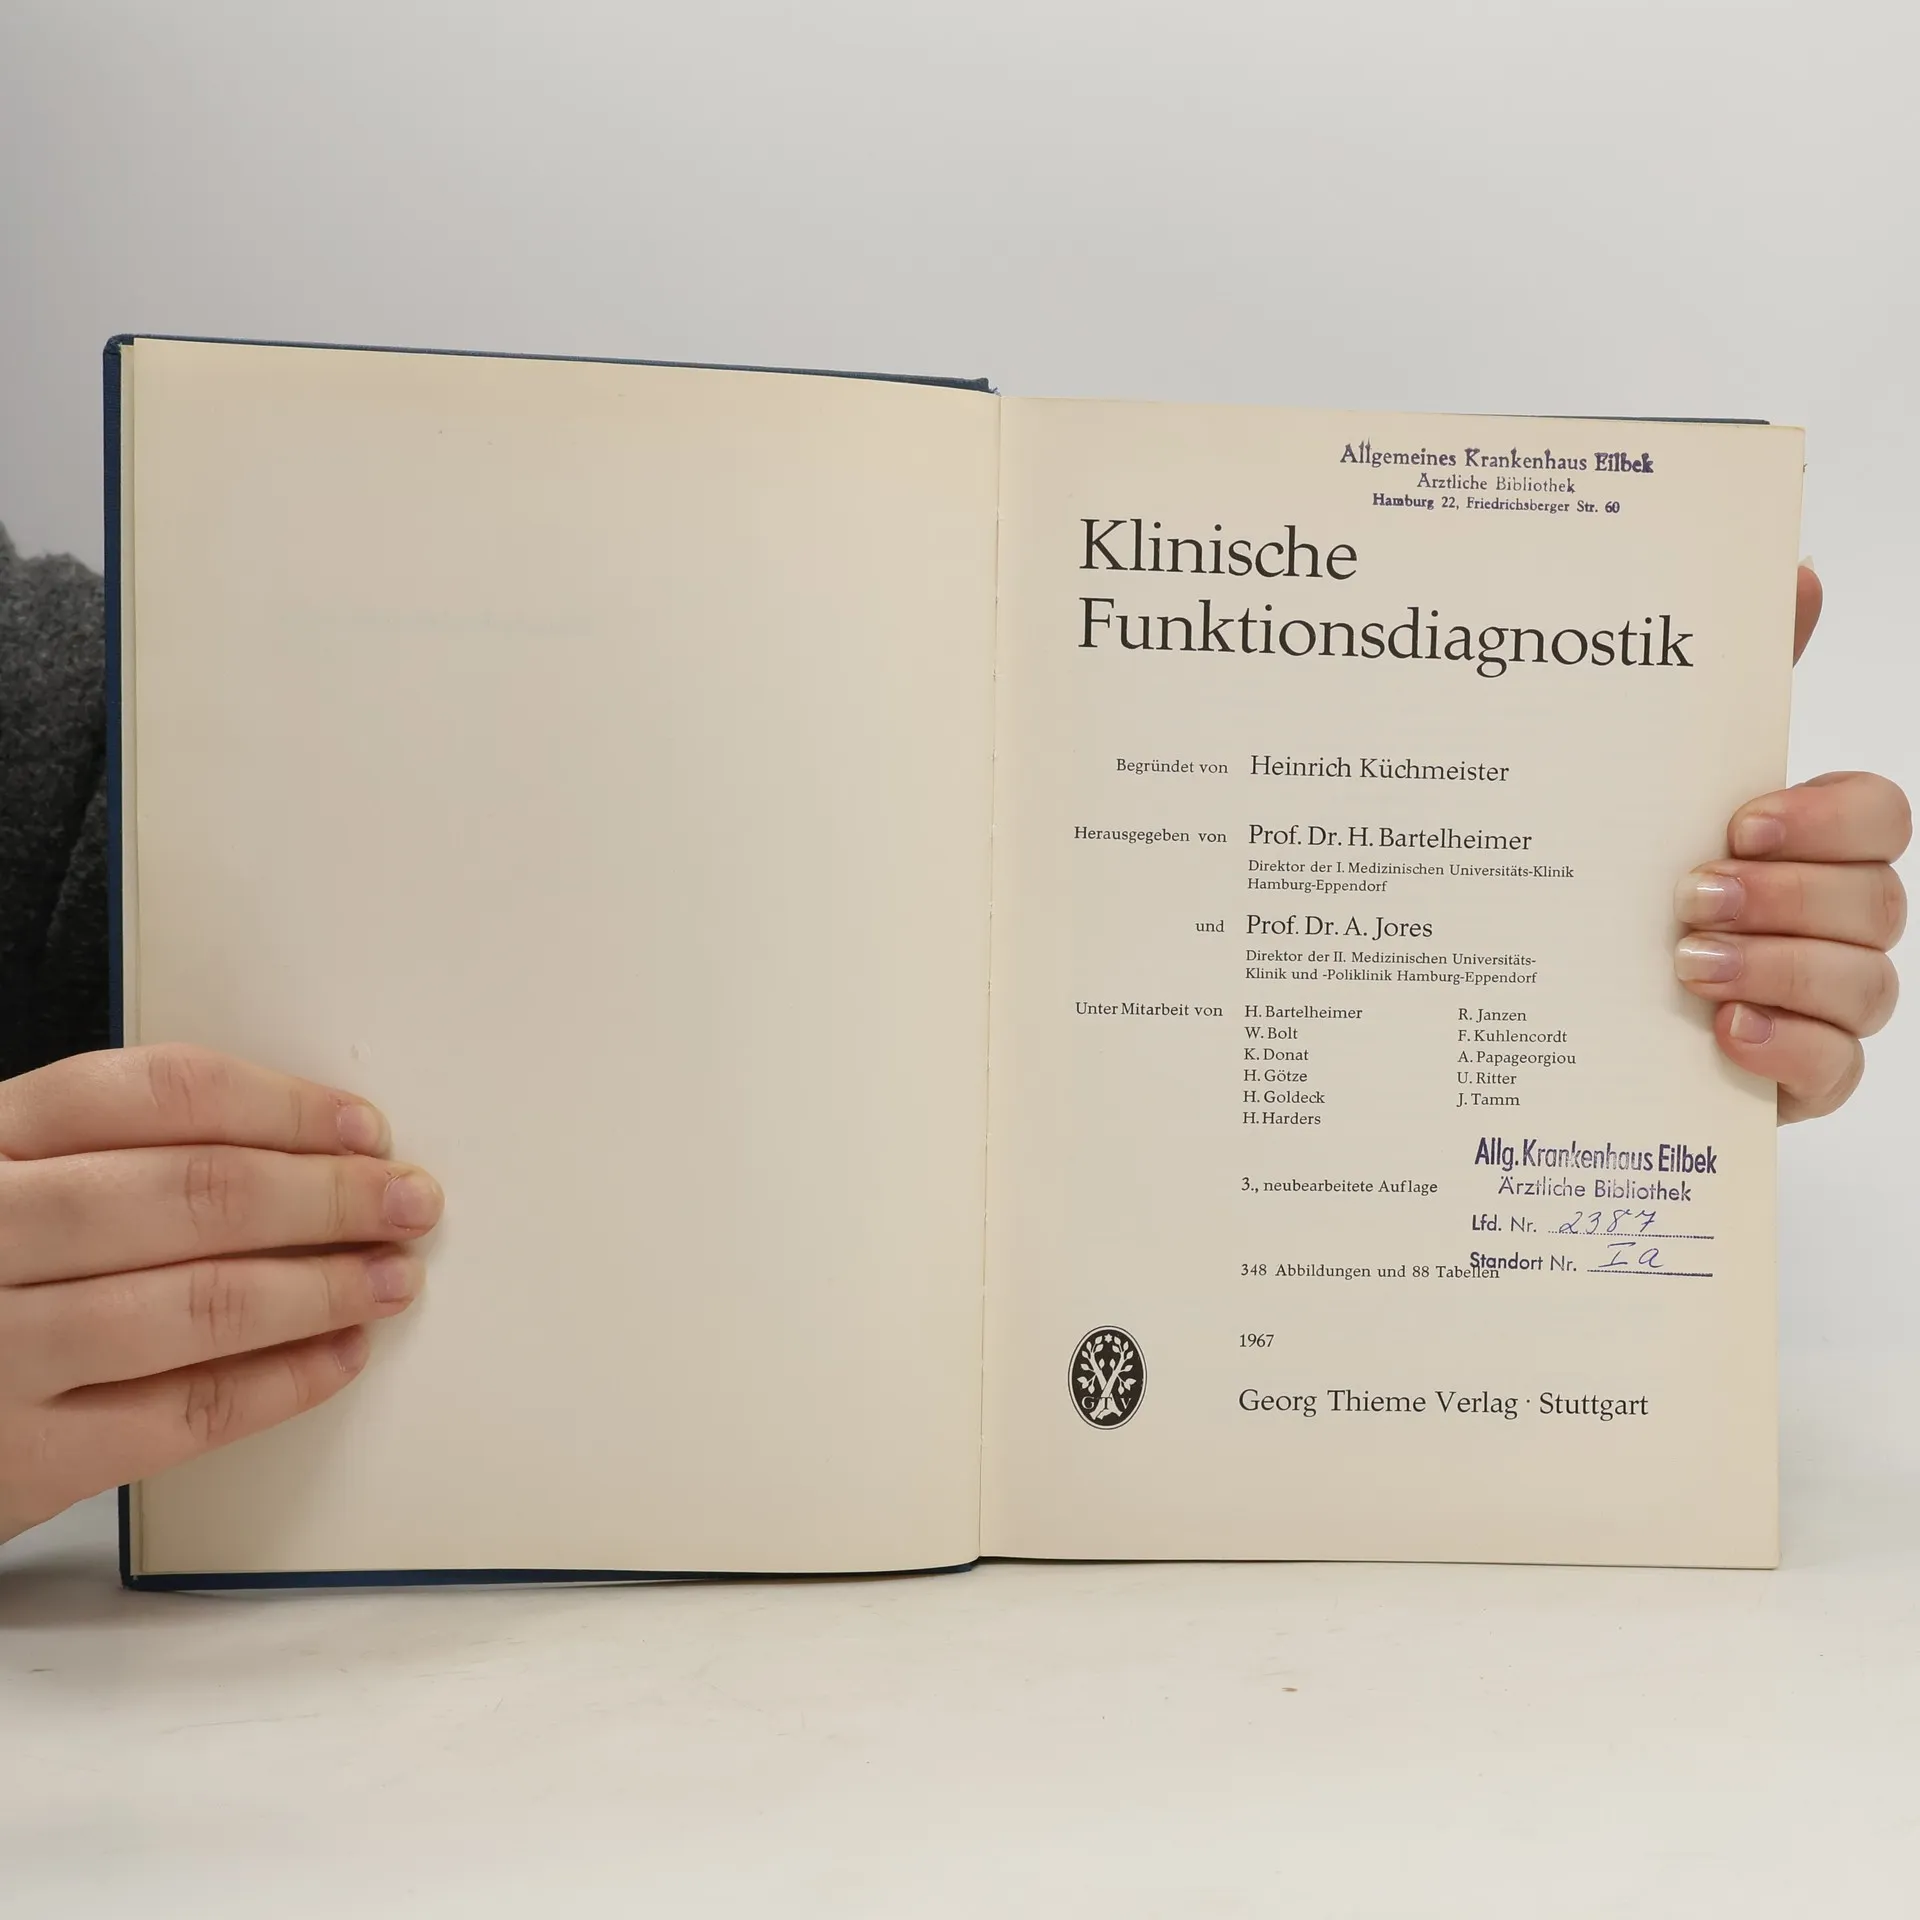 Allgemeines Krankenhaus Eilbek
Ärztliche Bibliothek
Hamburg 22, Friedrichsberger Str. 60
Klinische
Funktionsdiagnostik
Begründet von Heinrich Küchmeister
Herausgegeben von Prof. Dr. H. Bartelheimer
Direktor der I. Medizinischen Universitäts-Klinik
Hamburg-Eppendorf
und Prof. Dr. A. Jores
Direktor der II. Medizinischen Universitäts-
Klinik und -Poliklinik Hamburg-Eppendorf
Unter Mitarbeit von H. Bartelheimer R. Janzen
W. Bolt F. Kuhlencordt
K. Donat A. Papageorgiou
H. Götze U. Ritter
H. Goldeck J. Tamm
H. Harders
Allg. Krankenhaus Eilbek
Ärztliche Bibliothek
3., neubearbeitete Auflage
Lfd. Nr. 2387
Standort Nr. I a
348 Abbildungen und 88 Tabellen
1967
GTV
Georg Thieme Verlag · Stuttgart